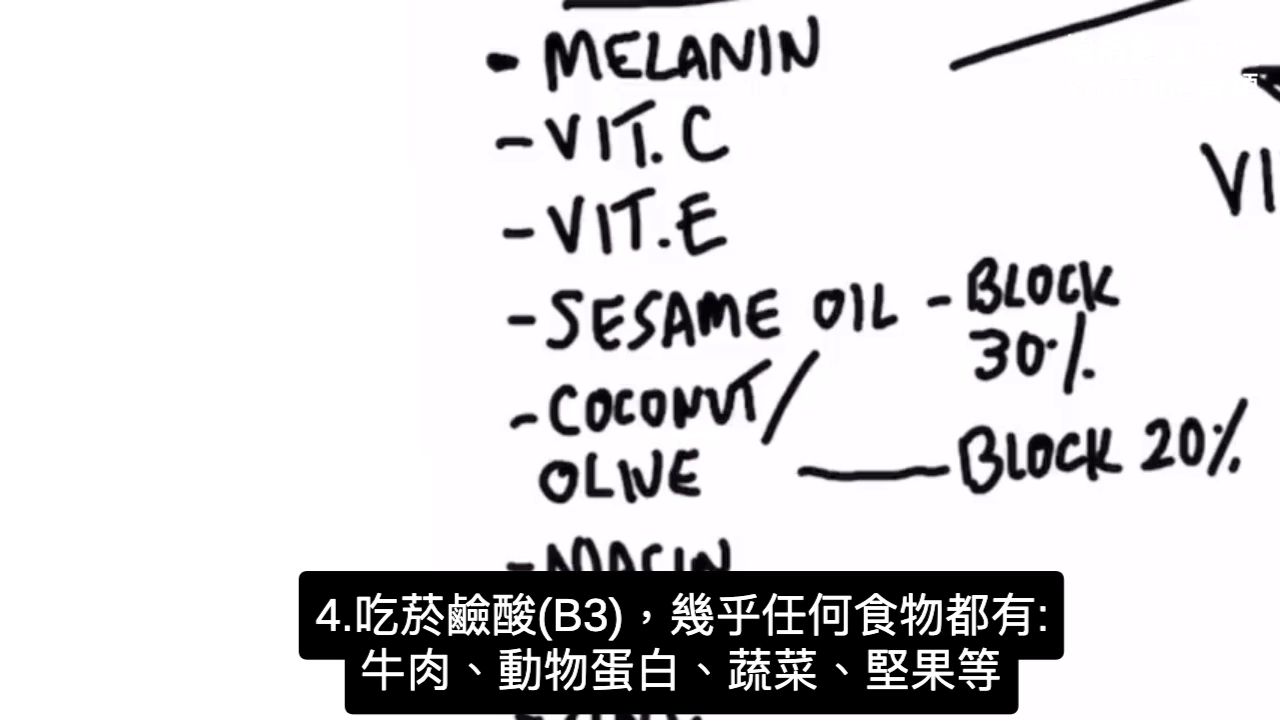 - MELANIN
- VIT. C
- VIT. E
- SESAME OIL - BLOCK
30%
- COCONUT/
OLIVE — BLOCK 20%
- NIACIN
4.吃菸鹼酸(B3)，幾乎任何食物都有:
牛肉、動物蛋白、蔬菜、堅果等